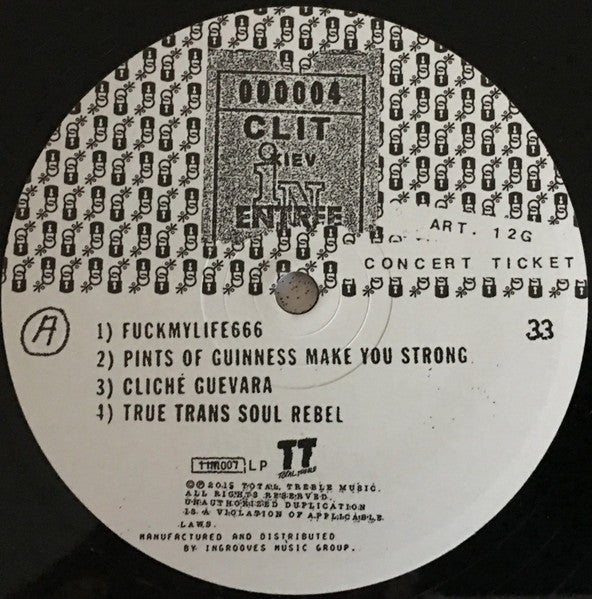 000004
CLIT
KIEV
IN
ENTRFE
ART. 12G
CONCERT TICKET
A
33
1) FUCKMYLIFE666
2) PINTS OF GUINNESS MAKE YOU STRONG
3) CLICHÉ GUEVARA
4) TRUE TRANS SOUL REBEL
LP
TT
TOTAL TREBLE
©℗2015 TOTAL TREBLE MUSIC.
ALL RIGHTS RESERVED.
UNAUTHORIZED DUPLICATION
IS A VIOLATION OF APPLICABLE
LAWS.
MANUFACTURED AND DISTRIBUTED
BY INGROOVES MUSIC GROUP.